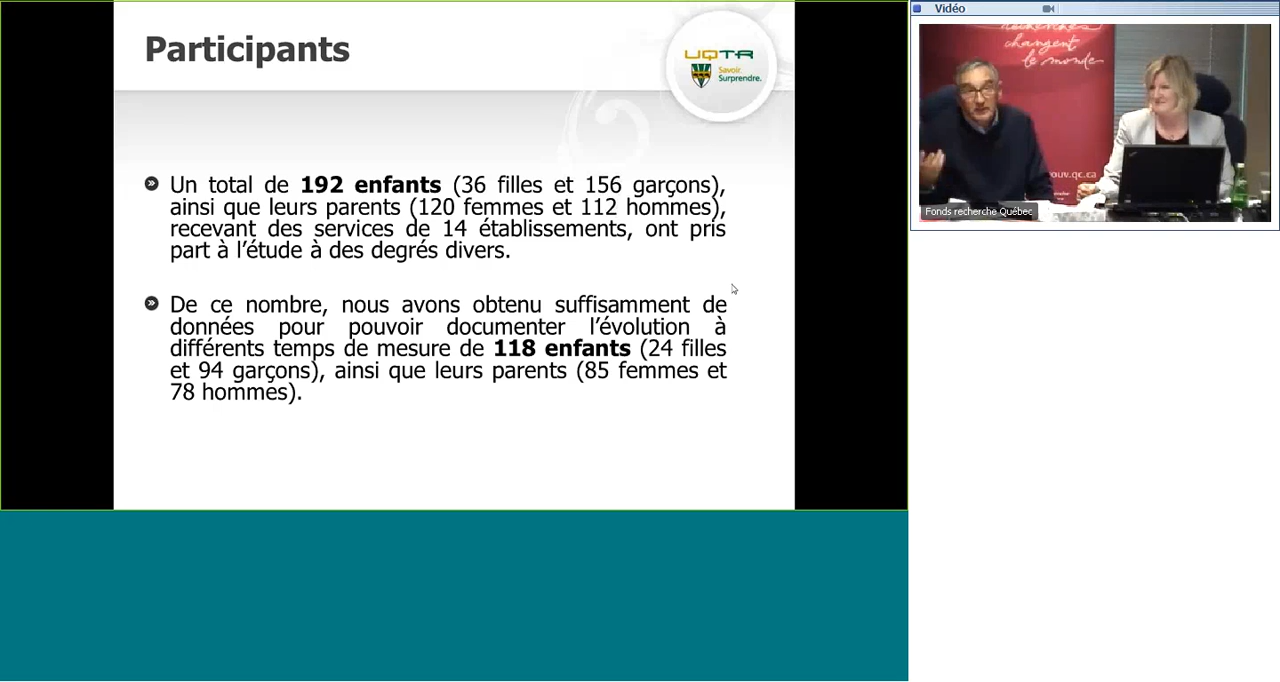 Participants
UQTR
Savoir
Surprendre.
Un total de 192 enfants (36 filles et 156 garçons),
ainsi que leurs parents (120 femmes et 112 hommes),
recevant des services de 14 établissements, ont pris
part à l'étude à des degrés divers.
De ce nombre, nous avons obtenu suffisamment de
données pour pouvoir documenter l'évolution à
différents temps de mesure de 118 enfants (24 filles
et 94 garçons), ainsi que leurs parents (85 femmes et
78 hommes).
Vidéo
changent
le monde
ouv.qc.ca
Fonds recherche Québec